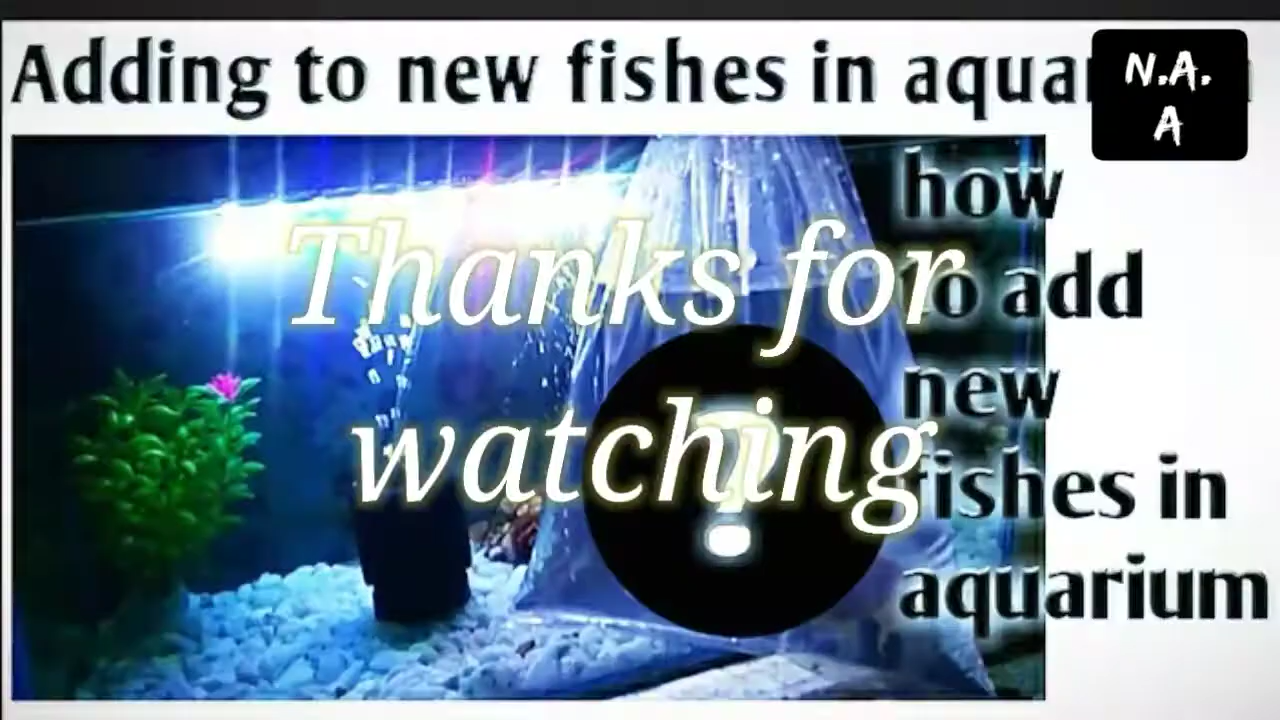 Adding to new fishes in aqua
N.A.
A
how
to add
new
fishes in
aquarium
Thanks for
watching
?